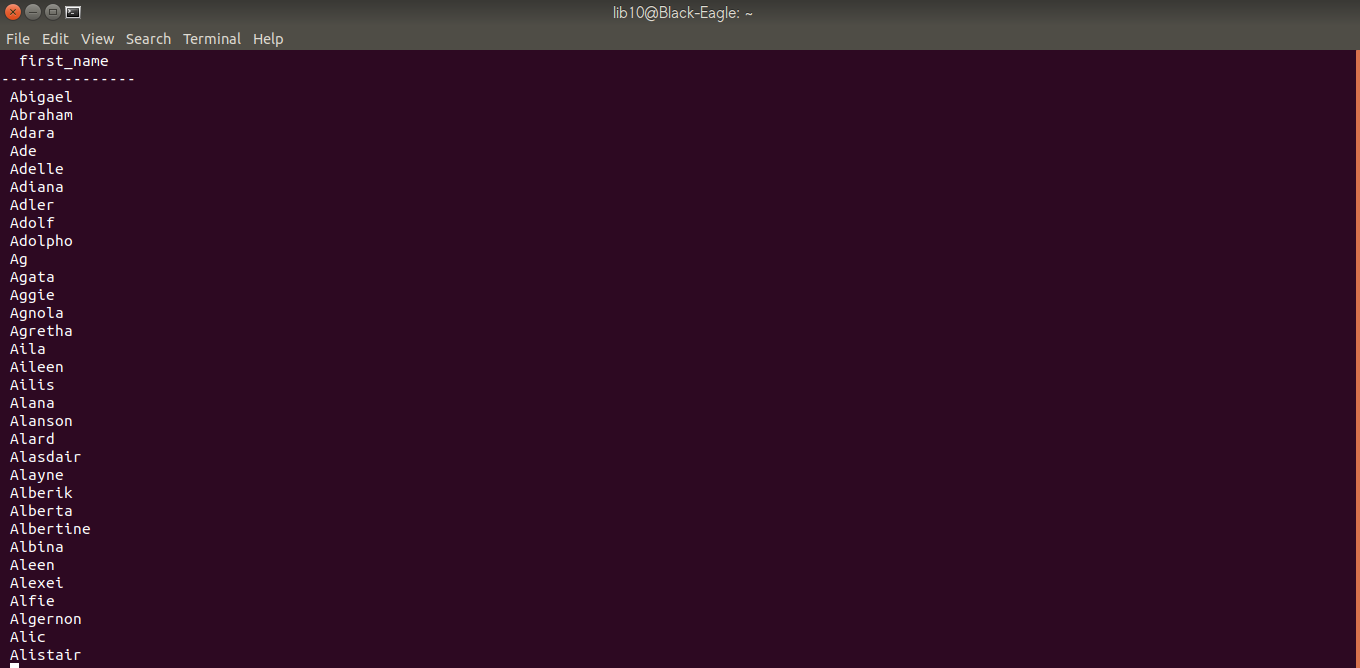 lib10@Black-Eagle: ~
File Edit View Search Terminal Help
first_name
---------------
Abigael
Abraham
Adara
Ade
Adelle
Adiana
Adler
Adolf
Adolpho
Ag
Agata
Aggie
Agnola
Agretha
Aila
Aileen
Ailis
Alana
Alanson
Alard
Alasdair
Alayne
Alberik
Alberta
Albertine
Albina
Aleen
Alexei
Alfie
Algernon
Alic
Alistair